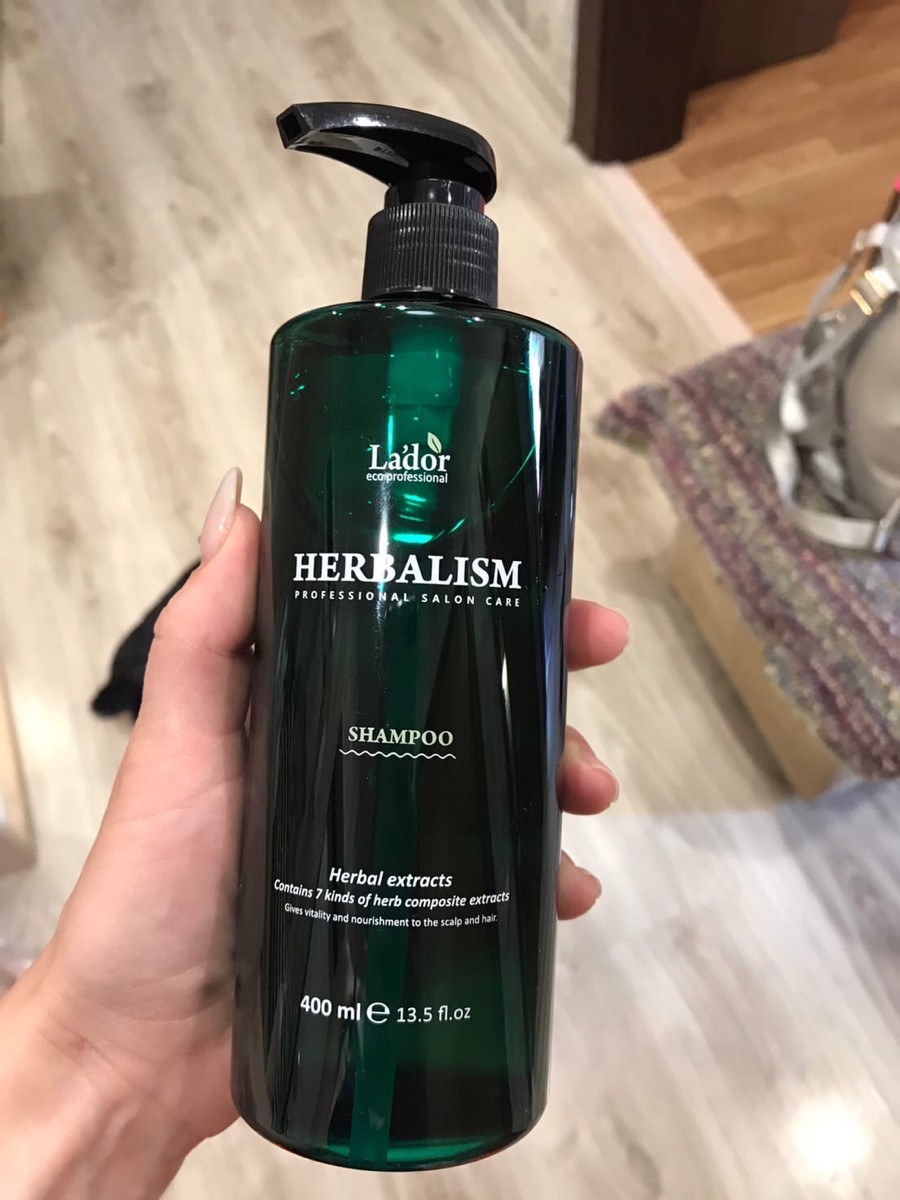 La'dor
eco professional
HERBALISM
PROFESSIONAL SALON CARE
SHAMPOO
Herbal extracts
Contains 7 kinds of herb composite extracts
Gives vitality and nourishment to the scalp and hair.
400 ml ℮ 13.5 fl.oz